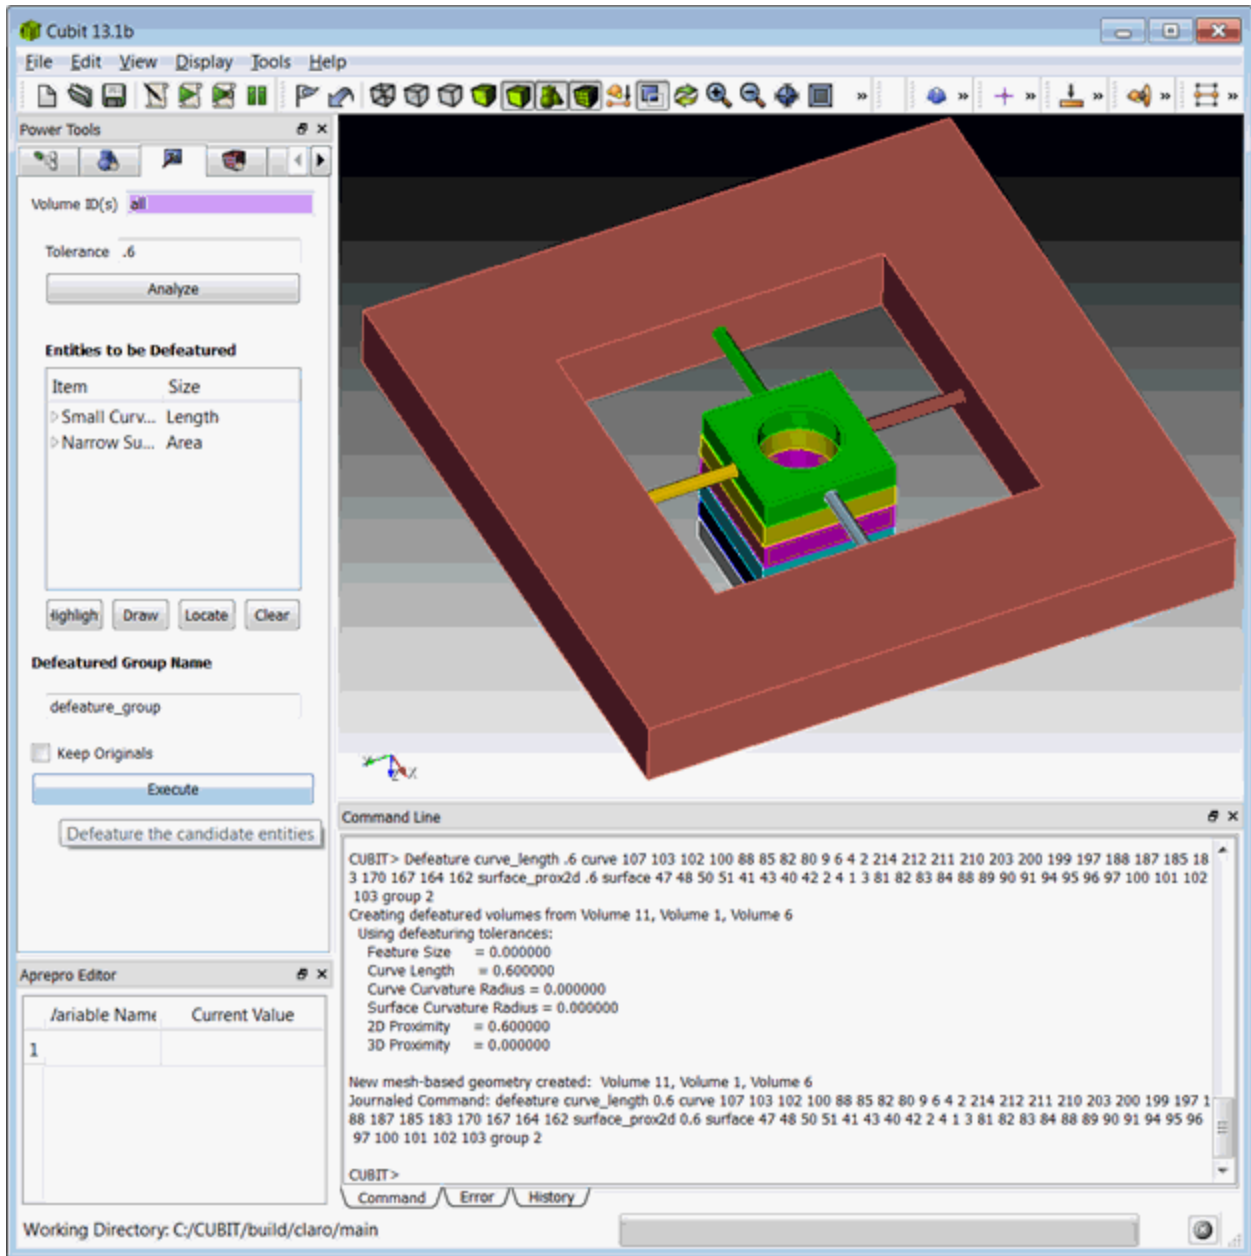 Cubit 13.1b
File Edit View Display Tools Help
Power Tools
Volume ID(s) all
Tolerance .6
Analyze
Entities to be Defeatured
Item Size
Small Curv... Length
Narrow Su... Area
Highligh Draw Locate Clear
Defeatured Group Name
defeature_group
Keep Originals
Execute
Defeature the candidate entities
Aprepro Editor
Variable Name Current Value
1
X
Z
Command Line
CUBIT> Defeature curve_length .6 curve 107 103 102 100 88 85 82 80 9 6 4 2 214 212 211 210 203 200 199 197 188 187 185 18
3 170 167 164 162 surface_prox2d .6 surface 47 48 50 51 41 43 40 42 2 4 1 3 81 82 83 84 88 89 90 91 94 95 96 97 100 101 102
103 group 2
Creating defeatured volumes from Volume 11, Volume 1, Volume 6
Using defeaturing tolerances:
Feature Size = 0.000000
Curve Length = 0.600000
Curve Curvature Radius = 0.000000
Surface Curvature Radius = 0.000000
2D Proximity = 0.600000
3D Proximity = 0.000000
New mesh-based geometry created: Volume 11, Volume 1, Volume 6
Journaled Command: defeature curve_length 0.6 curve 107 103 102 100 88 85 82 80 9 6 4 2 214 212 211 210 203 200 199 197 1
88 187 185 183 170 167 164 162 surface_prox2d 0.6 surface 47 48 50 51 41 43 40 42 2 4 1 3 81 82 83 84 88 89 90 91 94 95 96
97 100 101 102 103 group 2
CUBIT>
Command Error History
Working Directory: C:/CUBIT/build/claro/main